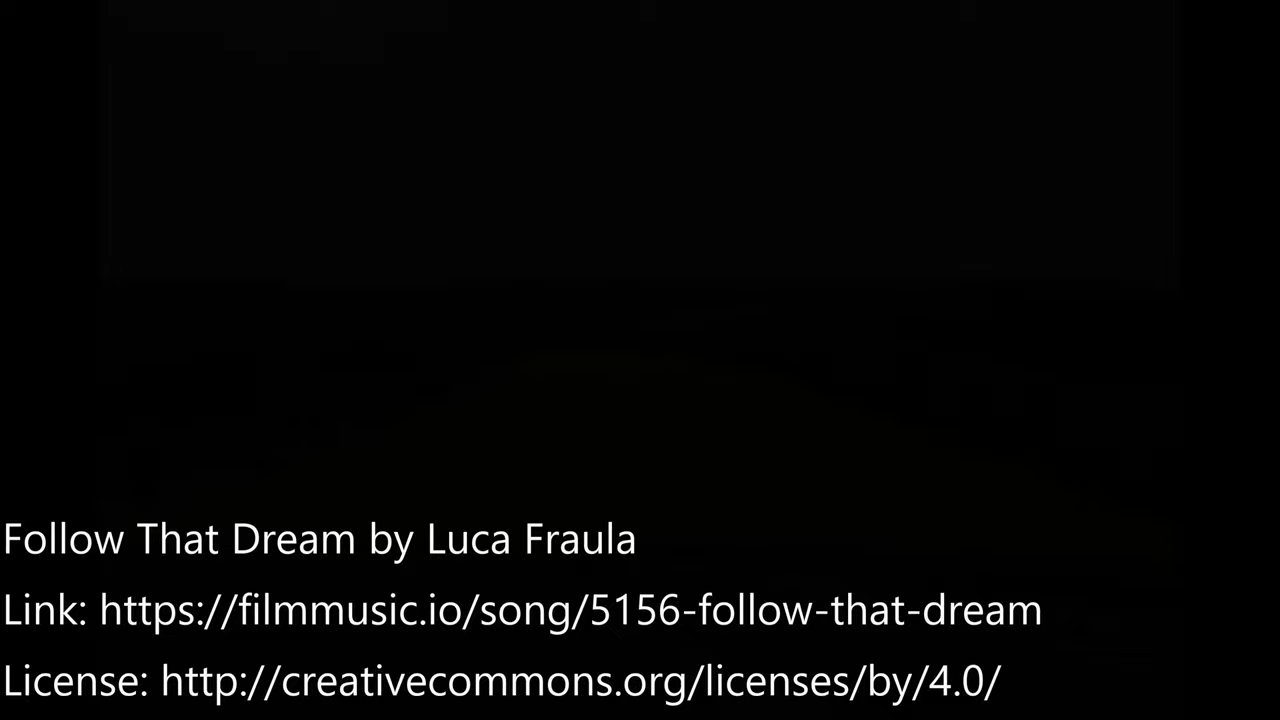 Follow That Dream by Luca Fraula
Link: https://filmmusic.io/song/5156-follow-that-dream
License: http://creativecommons.org/licenses/by/4.0/